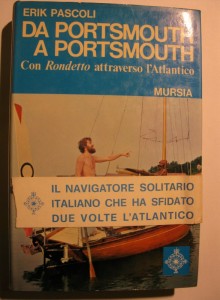 ERIK PASCOLI
DA PORTSMOUTH
A PORTSMOUTH
Con Rondetto attraverso l'Atlantico
MURSIA
IL NAVIGATORE SOLITARIO
ITALIANO CHE HA SFIDATO
DUE VOLTE L'ATLANTICO